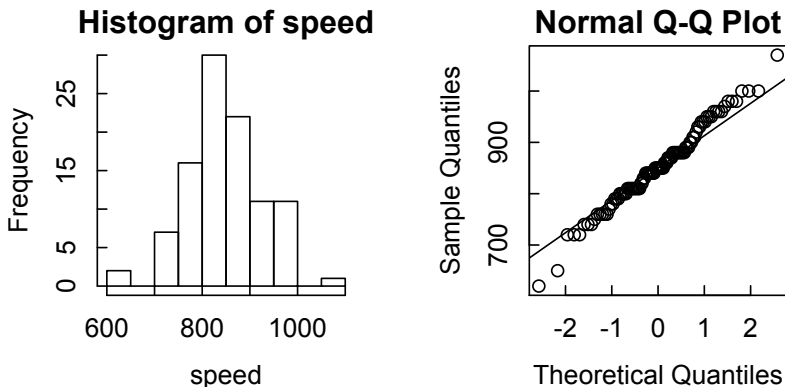 Histogram of speed
Frequency
5
15
25
600
800
1000
speed
Normal Q-Q Plot
Sample Quantiles
700
900
-2
-1
0
1
2
Theoretical Quantiles
0